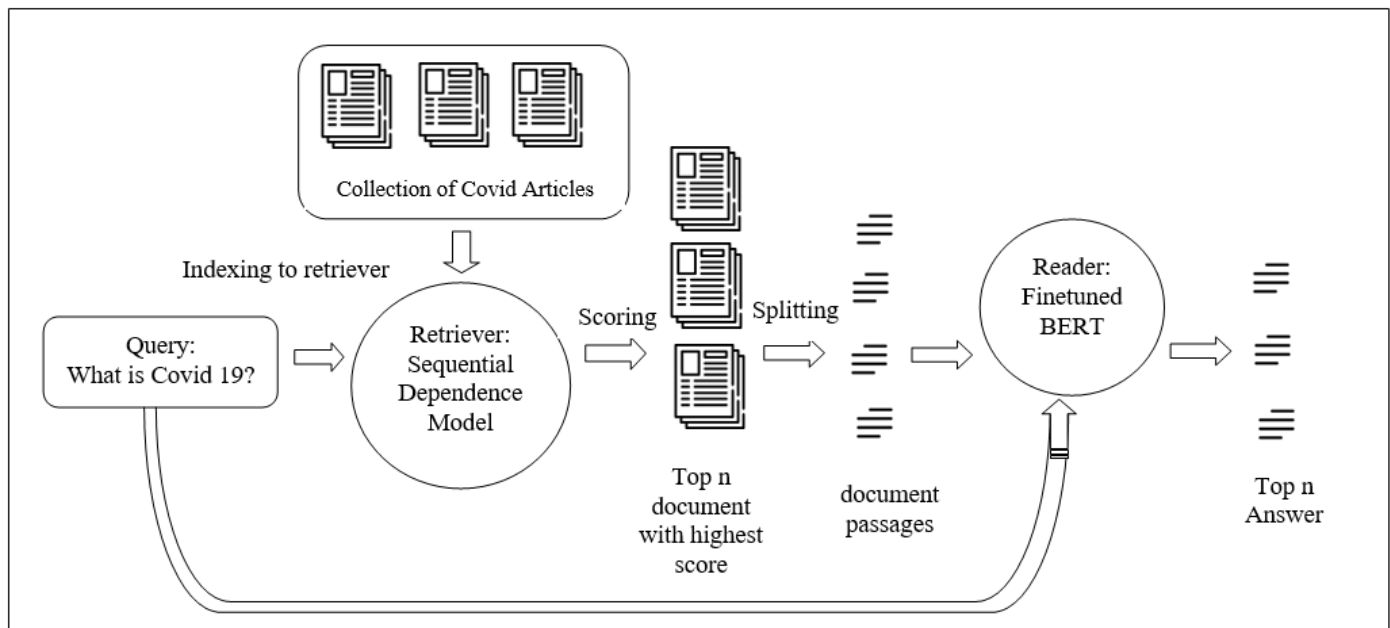 Collection of Covid Articles
Indexing to retriever
Query:
What is Covid 19?
Retriever:
Sequential
Dependence
Model
Scoring
Top n
document
with highest
score
Splitting
document
passages
Reader:
Finetuned
BERT
Top n
Answer